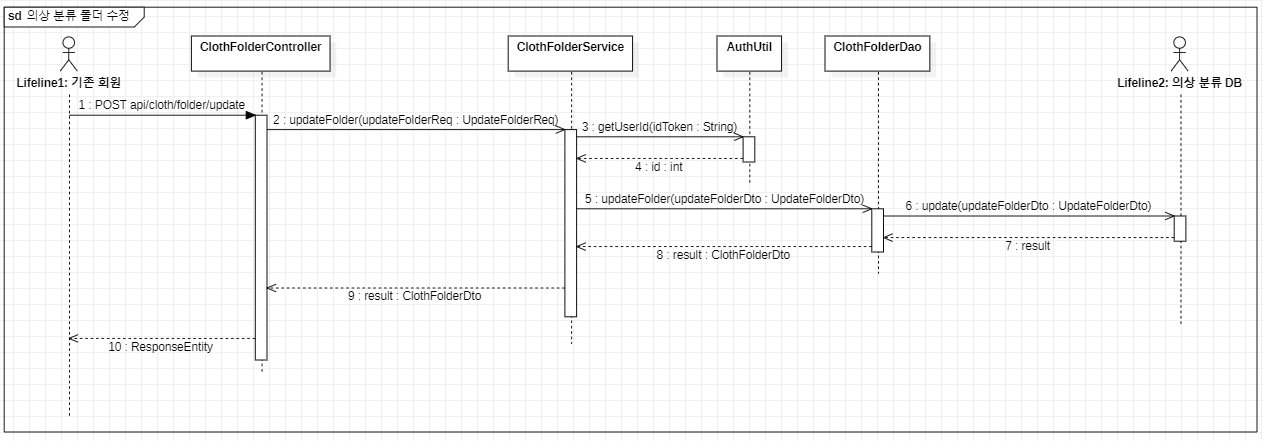 sd 의상 분류 폴더 수정
ClothFolderController
ClothFolderService
AuthUtil
ClothFolderDao
Lifeline1: 기존 회원
Lifeline2: 의상 분류 DB
1 : POST api/cloth/folder/update
2 : updateFolder(updateFolderReq : UpdateFolderReq)
3 : getUserId(idToken : String)
4 : id : int
5 : updateFolder(updateFolderDto : UpdateFolderDto)
6 : update(updateFolderDto : UpdateFolderDto)
7 : result
8 : result : ClothFolderDto
9 : result : ClothFolderDto
10 : ResponseEntity